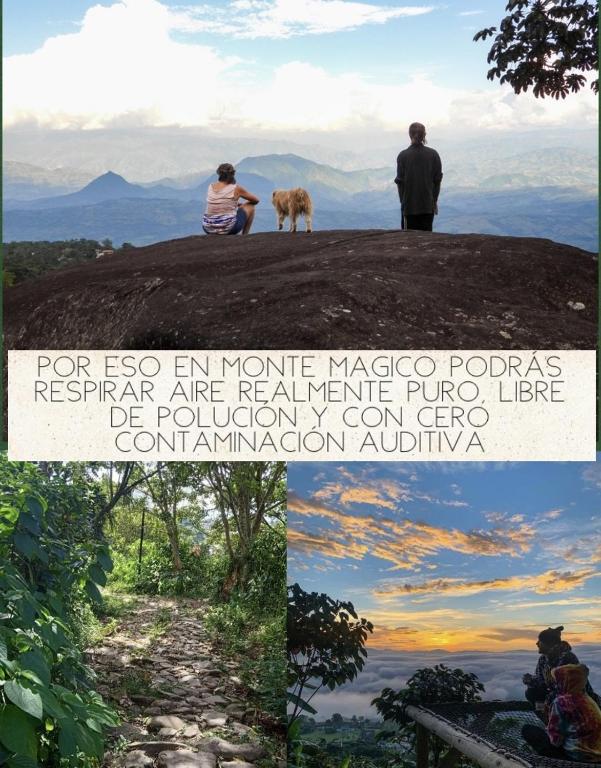 POR ESO EN MONTE MAGICO PODRÁS
RESPIRAR AIRE REALMENTE PURO, LIBRE
DE POLUCIÓN Y CON CERO
CONTAMINACIÓN AUDITIVA